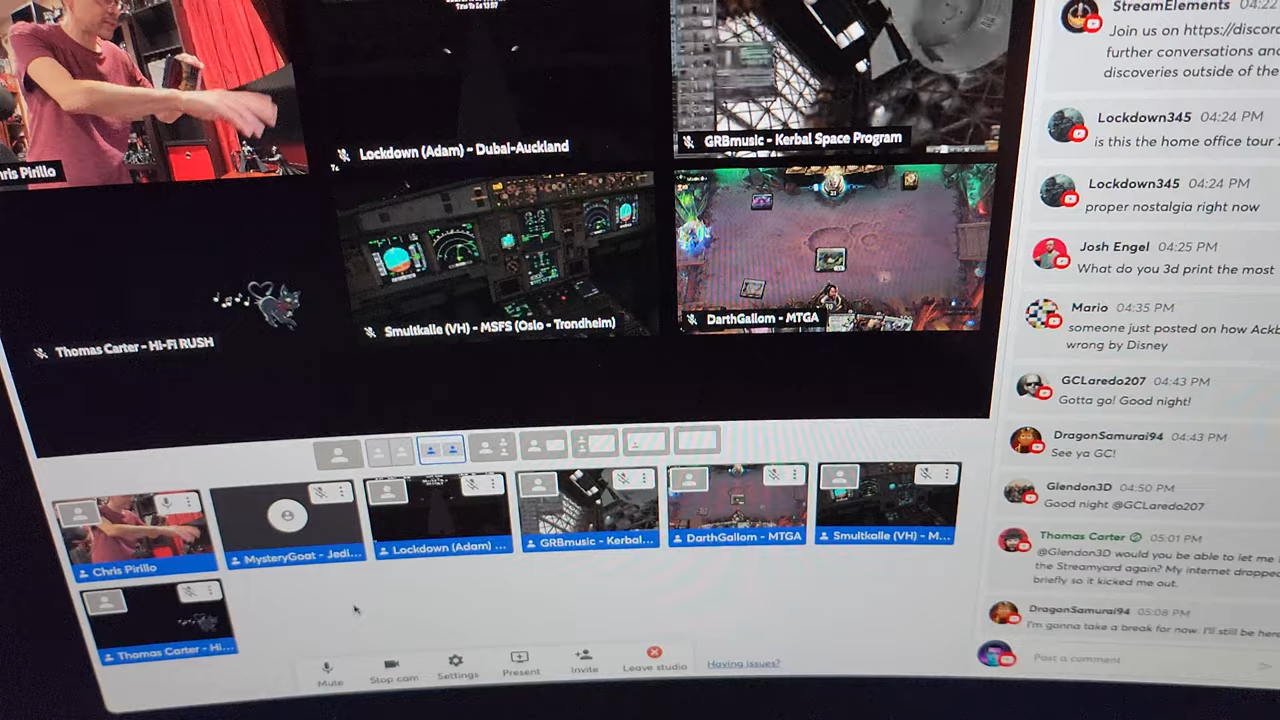 ris Pirillo
Lockdown (Adam) - Dubai-Auckland
GRBmusic - Kerbal Space Program
Thomas Carter - Hi-Fi RUSH
Smultkalle (VH) - MSFS (Oslo - Trondheim)
DarthGallom - MTGA
Chris Pirillo
MysteryGoat - Jedi...
Lockdown (Adam) ...
GRBmusic - Kerbal...
DarthGallom - MTGA
Smultkalle (VH) - M...
Thomas Carter - Hi...
Mute
Stop cam
Settings
Present
Invite
Leave studio
Having issues?
StreamElements 04:22
Join us on https://discor
further conversations and
discoveries outside of the
Lockdown345 04:24 PM
is this the home office tour
Lockdown345 04:24 PM
proper nostalgia right now
Josh Engel 04:25 PM
What do you 3d print the most
Mario 04:35 PM
someone just posted on how Ackb
wrong by Disney
GCLaredo207 04:43 PM
Gotta go! Good night!
DragonSamurai94 04:43 PM
See ya GC!
Glendon3D 04:50 PM
Good night @GCLaredo207
Thomas Carter 05:01 PM
@Glendon3D would you be able to let me
the Streamyard again? My internet dropped
briefly so it kicked me out.
DragonSamurai94 05:08 PM
I'm gonna take a break for now. I'll still be her
Post a comment